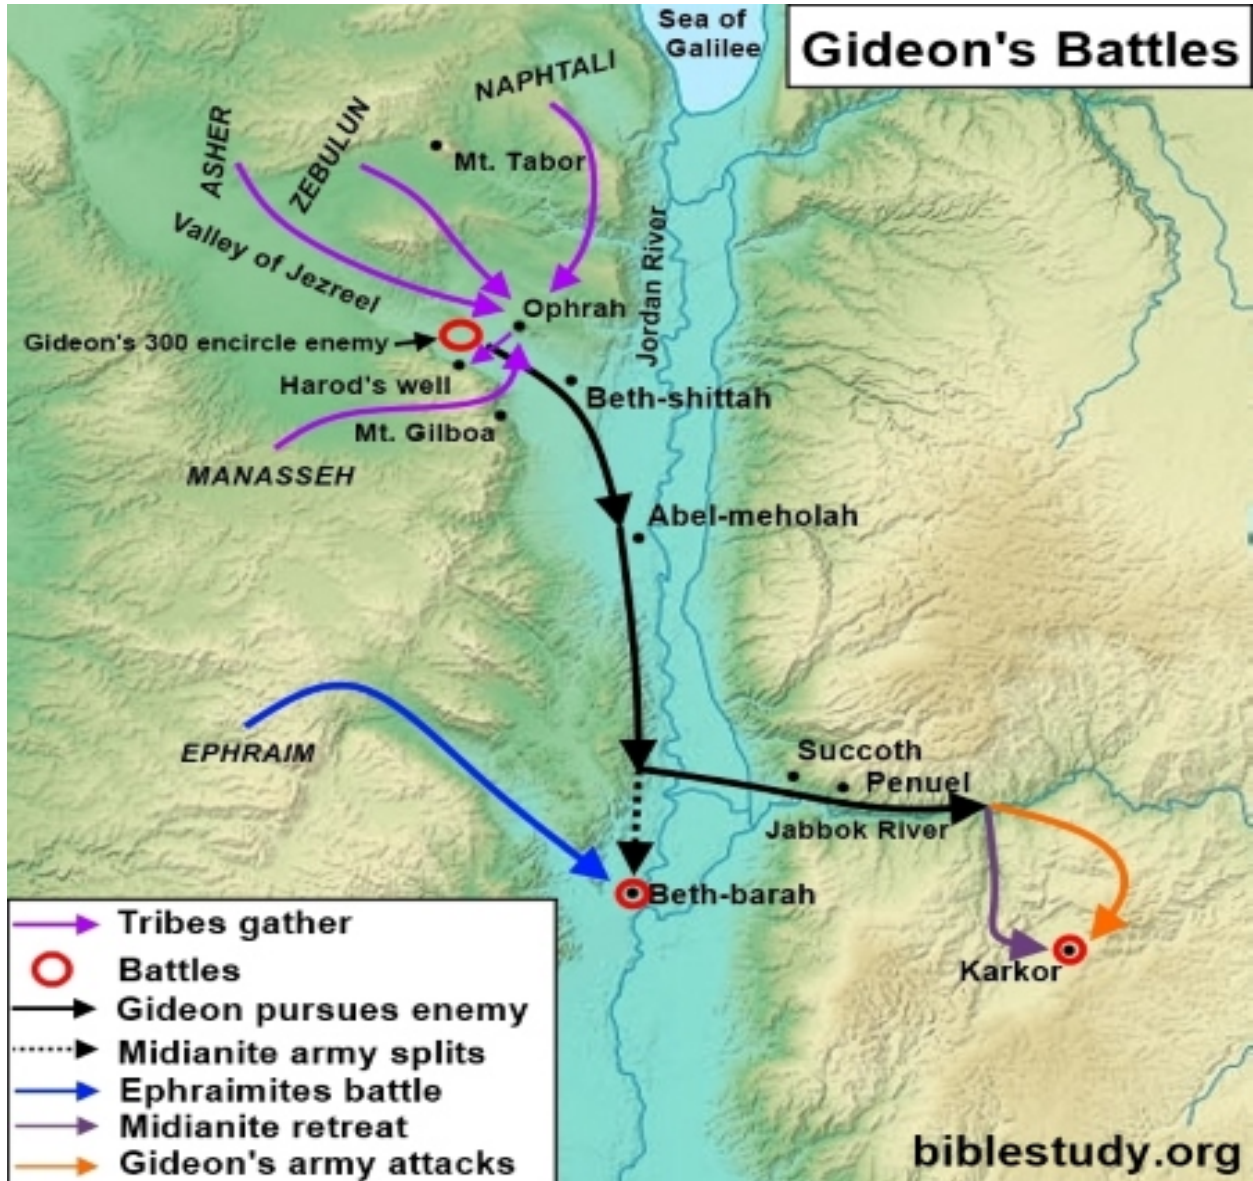 Sea of
Galilee
Gideon's Battles
NAPHTALI
ASHER
ZEBULUN
Mt. Tabor
Valley of Jezreel
Jordan River
Ophrah
Gideon's 300 encircle enemy
Harod's well
Beth-shittah
Mt. Gilboa
MANASSEH
Abel-meholah
EPHRAIM
Succoth
Penuel
Jabbok River
Beth-barah
Karkor
Tribes gather
Battles
Gideon pursues enemy
Midianite army splits
Ephraimites battle
Midianite retreat
Gideon's army attacks
biblestudy.org